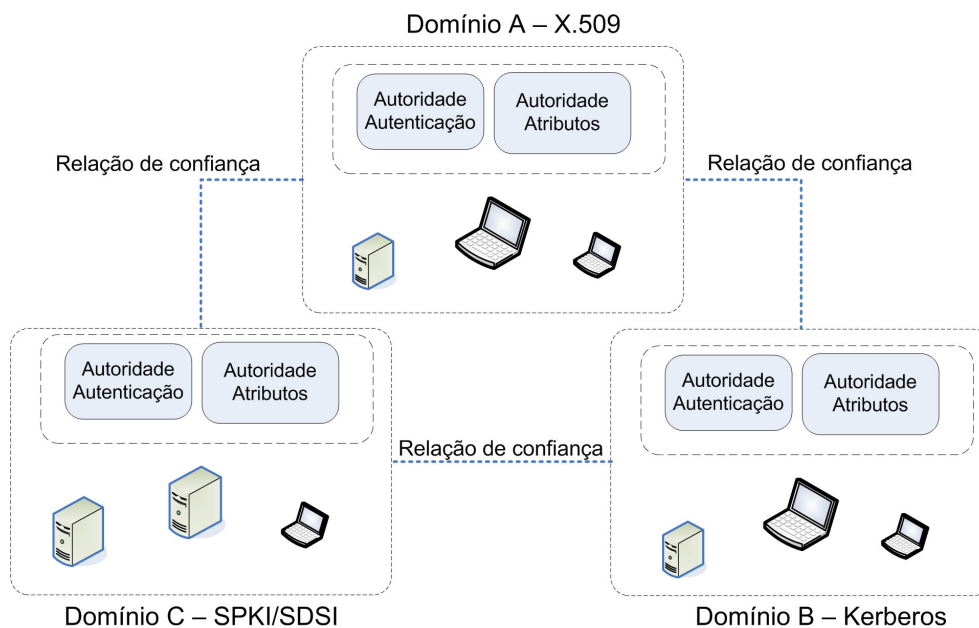 Domínio A – X.509
Autoridade
Autenticação
Autoridade
Atributos
Relação de confiança
Relação de confiança
Autoridade
Autenticação
Autoridade
Atributos
Autoridade
Autenticação
Autoridade
Atributos
Relação de confiança
Domínio C – SPKI/SDSI
Domínio B – Kerberos